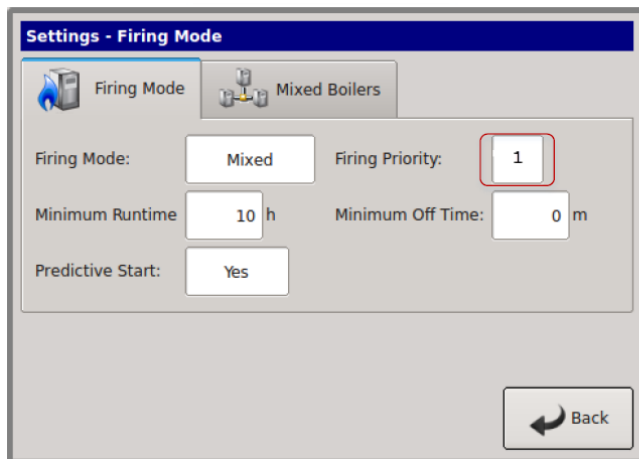 Settings - Firing Mode
Firing Mode
Mixed Boilers
Firing Mode: Mixed Firing Priority: 1
Minimum Runtime 10 h Minimum Off Time: 0 m
Predictive Start: Yes
Back